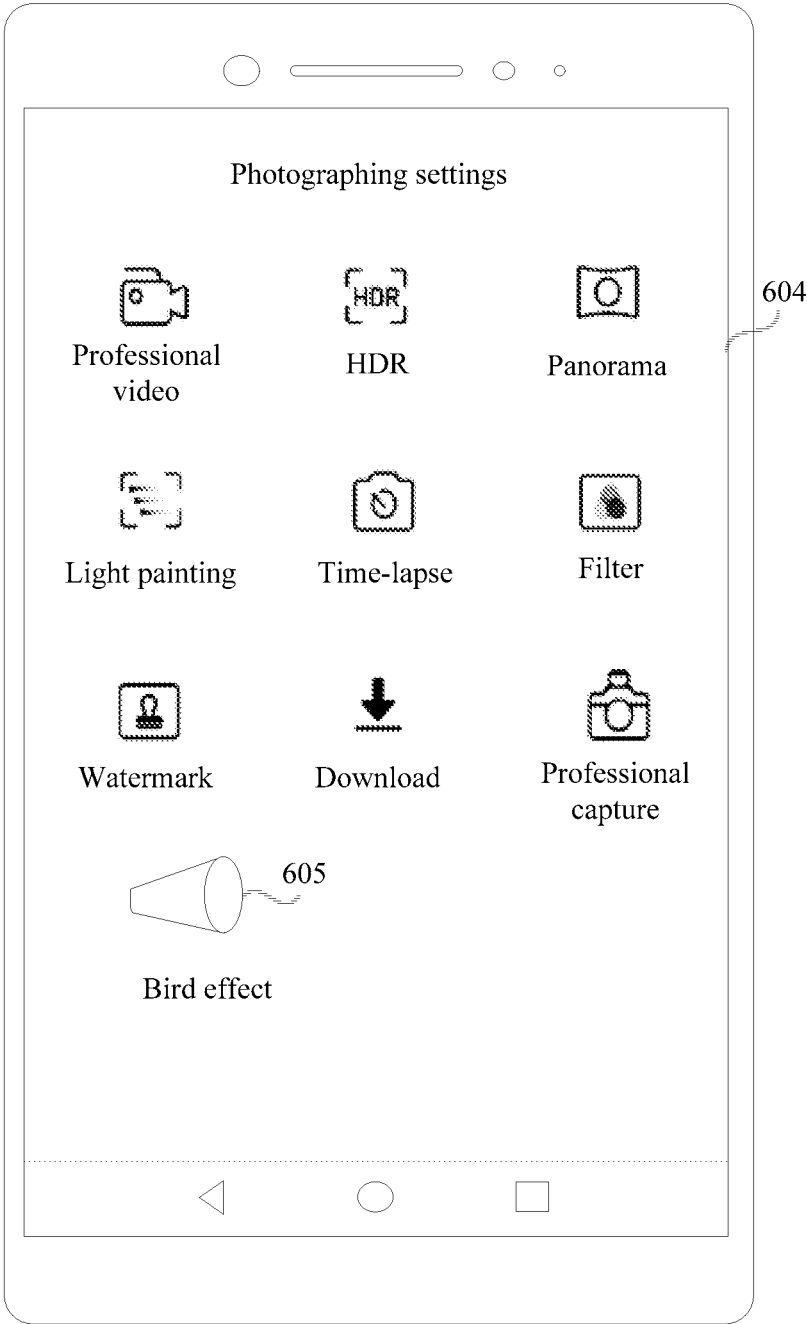 Photographing settings
HDR
604
Professional
video
HDR
Panorama
Light painting
Time-lapse
Filter
Watermark
Download
Professional
capture
605
Bird effect